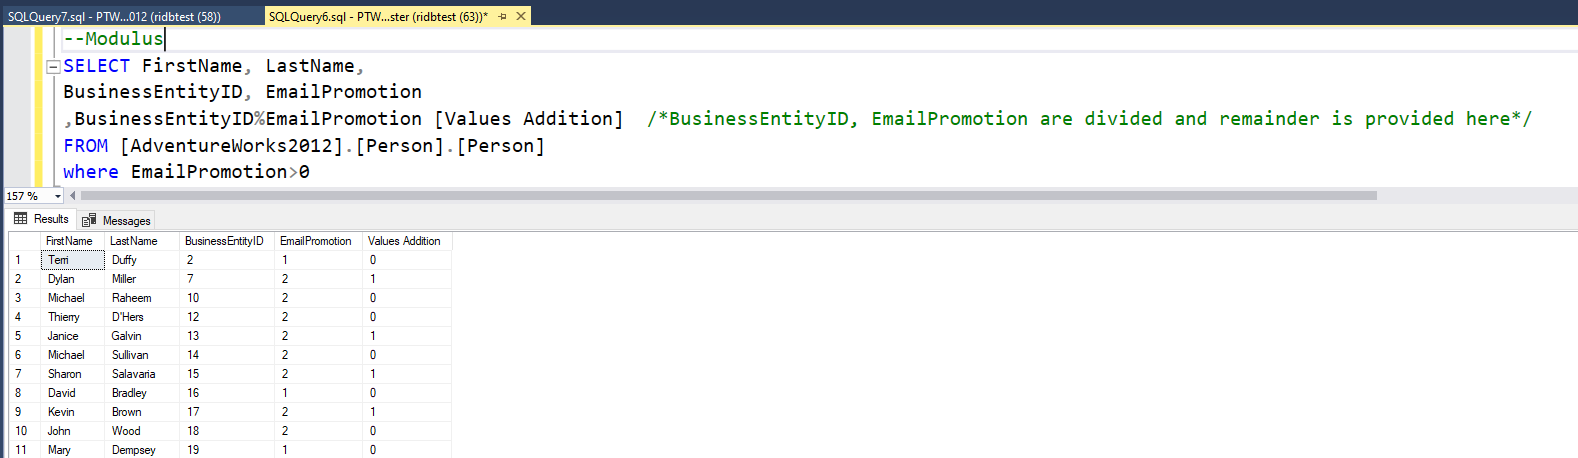 SQLQuery7.sql - PTW...012 (ridbtest (58)) SQLQuery6.sql - PTW...ster (ridbtest (63))*
--Modulus
SELECT FirstName, LastName,
BusinessEntityID, EmailPromotion
,BusinessEntityID%EmailPromotion [Values Addition] /*BusinessEntityID, EmailPromotion are divided and remainder is provided here*/
FROM [AdventureWorks2012].[Person].[Person]
where EmailPromotion>0
157 %
Results Messages
FirstName LastName BusinessEntityID EmailPromotion Values Addition
1 Terri Duffy 2 1 0
2 Dylan Miller 7 2 1
3 Michael Raheem 10 2 0
4 Thierry D'Hers 12 2 0
5 Janice Galvin 13 2 1
6 Michael Sullivan 14 2 0
7 Sharon Salavaria 15 2 1
8 David Bradley 16 1 0
9 Kevin Brown 17 2 1
10 John Wood 18 2 0
11 Mary Dempsey 19 1 0